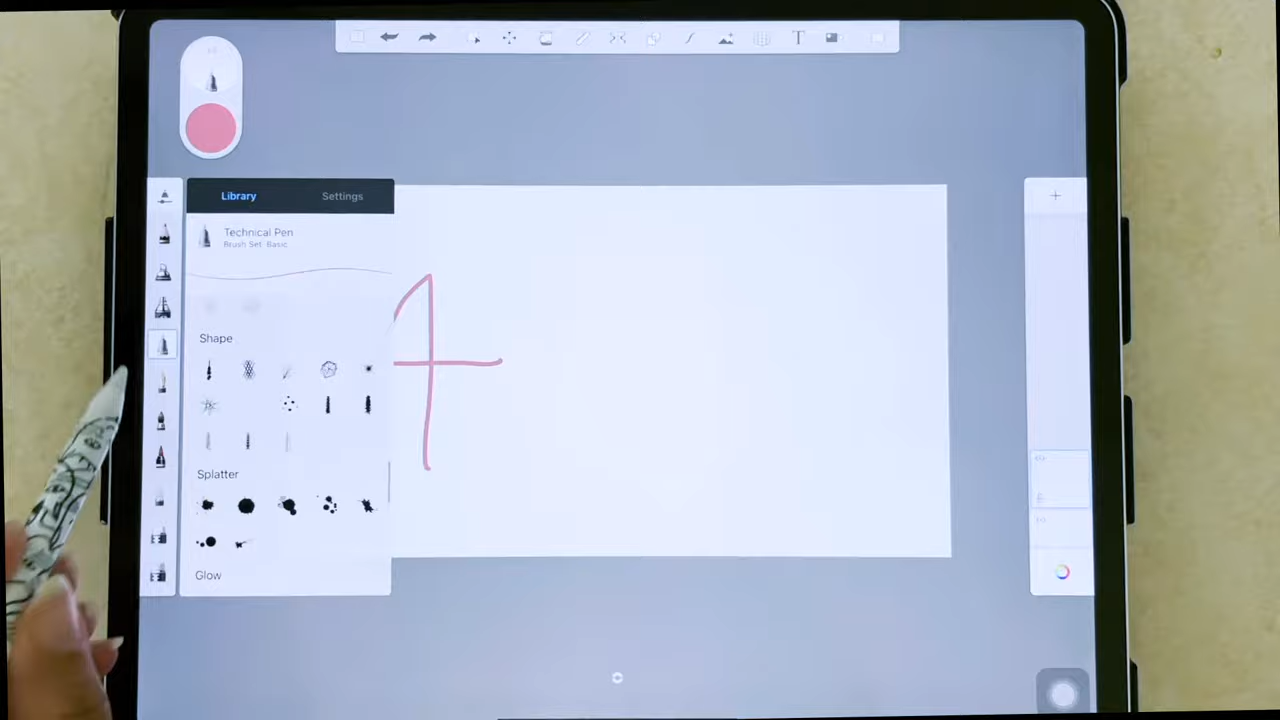 T
Library Settings
Technical Pen
Brush Set: Basic
Shape
Splatter
Glow